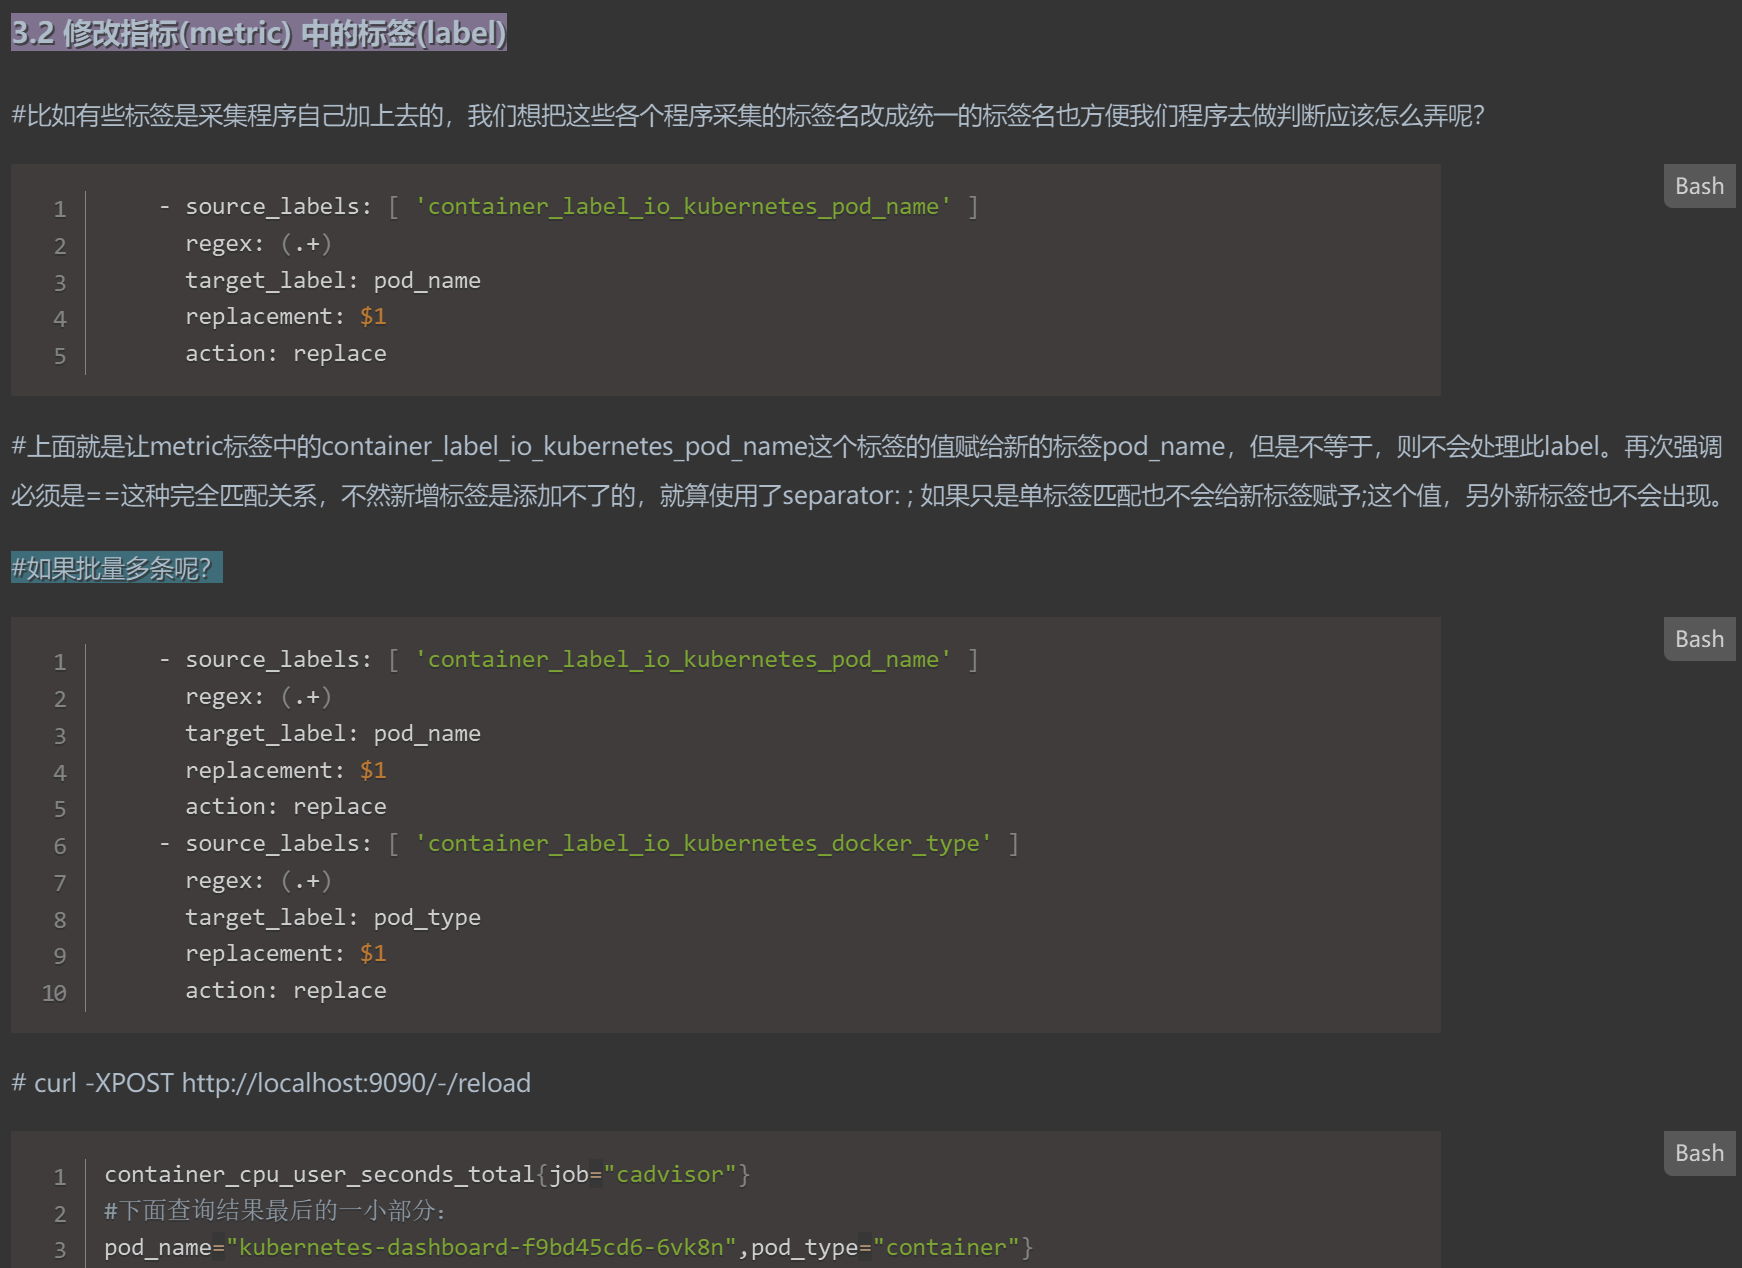 3.2 修改指标(metric) 中的标签(label)
#比如有些标签是采集程序自己加上去的，我们想把这些各个程序采集的标签名改成统一的标签名也方便我们程序去做判断应该怎么弄呢？
Bash
1 - source_labels: [ 'container_label_io_kubernetes_pod_name' ]
2 regex: (.+)
3 target_label: pod_name
4 replacement: $1
5 action: replace
#上面就是让metric标签中的container_label_io_kubernetes_pod_name这个标签的值赋给新的标签pod_name，但是不等于，则不会处理此label。再次强调
必须是==这种完全匹配关系，不然新增标签是添加不了的，就算使用了separator: ; 如果只是单标签匹配也不会给新标签赋予;这个值，另外新标签也不会出现。
#如果批量多条呢？
Bash
1 - source_labels: [ 'container_label_io_kubernetes_pod_name' ]
2 regex: (.+)
3 target_label: pod_name
4 replacement: $1
5 action: replace
6 - source_labels: [ 'container_label_io_kubernetes_docker_type' ]
7 regex: (.+)
8 target_label: pod_type
9 replacement: $1
10 action: replace
# curl -XPOST http://localhost:9090/-/reload
Bash
1 container_cpu_user_seconds_total{job="cadvisor"}
2 #下面查询结果最后的一小部分：
3 pod_name="kubernetes-dashboard-f9bd45cd6-6vk8n",pod_type="container"}